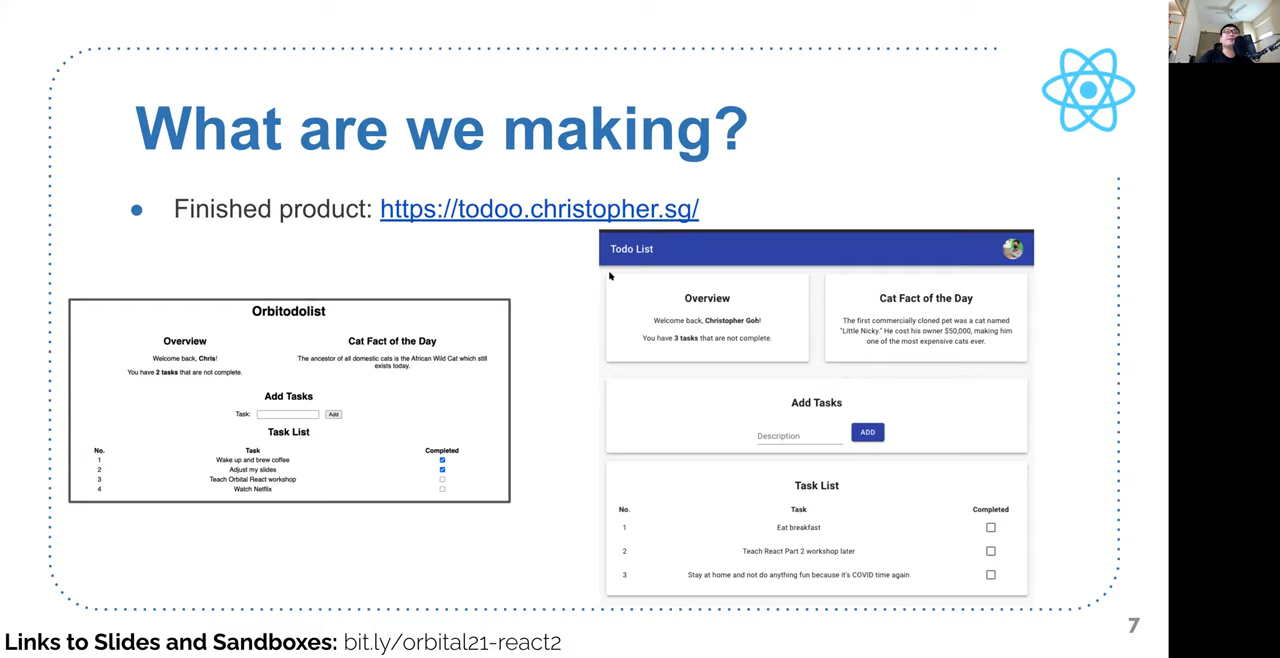 What are we making?
● Finished product: https://todoo.christopher.sg/
Orbitodolist
Overview
Welcome back, Chris!
You have 2 tasks that are not complete.
Cat Fact of the Day
The ancestor of all domestic cats is the African Wild Cat which still
exists today.
Add Tasks
Task: Add
Task List
No. Task Completed
1 Wake up and brew coffee
2 Adjust my slides
3 Teach Orbital React workshop
4 Watch Netflix
Todo List
Overview
Welcome back, Christopher Goh!
You have 3 tasks that are not complete.
Cat Fact of the Day
The first commercially cloned pet was a cat named
"Little Nicky." He cost his owner $50,000, making him
one of the most expensive cats ever.
Add Tasks
Description ADD
Task List
No. Task Completed
1 Eat breakfast
2 Teach React Part 2 workshop later
3 Stay at home and not do anything fun because it's COVID time again
7
Links to Slides and Sandboxes: bit.ly/orbital21-react2